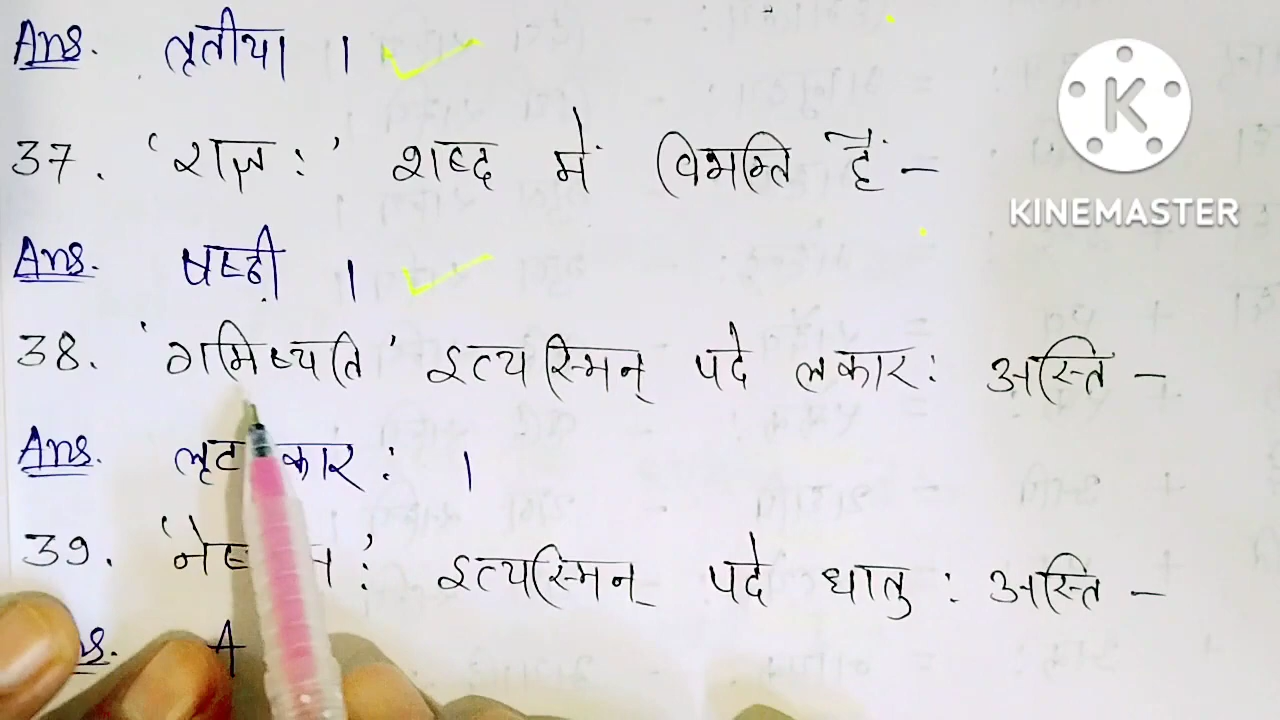 Ans. तृतीया ।
37. 'राज्ञ:' शब्द में विभक्ति है -
K
KINEMASTER
Ans. षष्ठी ।
38. 'गमिष्यति' इत्यस्मिन् पदे लकार: अस्ति -
Ans. लृट कार: ।
39. इत्यस्मिन् पदे धातु: अस्ति -